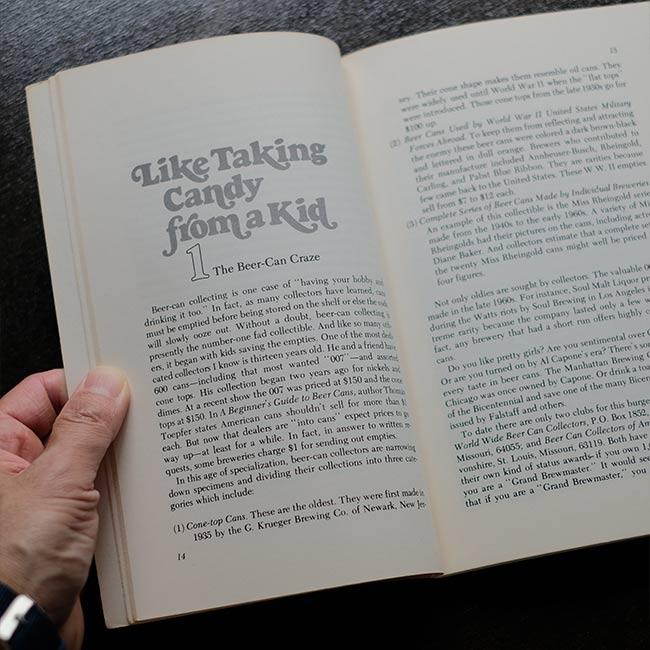 Like Taking
Candy
from a Kid
1 The Beer-Can Craze
Beer-can collecting is one case of "having your hobby and
drinking it too." In fact, as many collectors have learned, cans
must be emptied before being stored on the shelf or else the suds
will slowly ooze out. Without a doubt, beer-can collecting is
presently the number-one fad collectible. And like so many oth-
ers, it began with kids saving the empties. One of the most dedi-
cated collectors I know is thirteen years old. He and a friend have
600 cans—including that most wanted "007"—and assorted
cone tops. His collection began two years ago for nickels and
dimes. At a recent show the 007 was priced at $150 and the cone
tops at $150. In A Beginner's Guide to Beer Cans, author Thomas
Toepfer states American cans shouldn't sell for more than
each. But now that dealers are "into cans" expect prices to go
way up—at least for a while. In fact, in answer to written re-
quests, some breweries charge $1 for sending out empties.
In this age of specialization, beer-can collectors are narrowing
down specimens and dividing their collections into three cate-
gories which include:
(1) Cone-top Cans. These are the oldest. They were first made in
1935 by the G. Krueger Brewing Co. of Newark, New Jer-
14
15
sey. Their cone shape makes them resemble oil cans. They
were widely used until World War II when the "flat tops"
were introduced. Those cone tops from the late 1930s go for
$100 up.
(2) Beer Cans Used by World War II United States Military
Forces Abroad. To keep them from reflecting and attracting
the enemy these beer cans were colored a dark brown-black
and lettered in dull orange. Brewers who contributed to
their manufacture included Anheuser-Busch, Rheingold,
Carling, and Pabst Blue Ribbon. They are rarities because
few came back to the United States. These W.W. II empties
sell from $7 to $12 each.
(3) Complete Series of Beer Cans Made by Individual Breweries.
An example of this collectible is the Miss Rheingold series
made from the 1940s to the early 1960s. A variety of Miss
Rheingolds had their pictures on the cans, including actress
Diane Baker. And collectors estimate that a complete set
the twenty Miss Rheingold cans might well be priced
four figures.
Not only oldies are sought by collectors. The valuable
made in the late 1960s. For instance, Soul Malt Liquor
during the Watts riots by Soul Brewing in Los Angeles
treme rarity because the company lasted only a few
fact, any brewery that had a short run offers highly
cans.
Do you like pretty girls? Are you sentimental over
Or are you turned on by Al Capone's era? There's
every taste in beer cans. The Manhattan Brewing
Chicago was once owned by Capone. Or drink a toast
of the Bicentennial and save one of the many Bicen
issued by Falstaff and others.
To date there are only two clubs for this burge
World Wide Beer Can Collectors, P.O. Box 1852,
Missouri, 64055, and Beer Can Collectors of Am
vonshire, St. Louis, Missouri, 63119. Both have
their own kind of status awards-if you own
you are a "Grand Brewmaster." It would
that if you are a "Grand Brewmaster," you